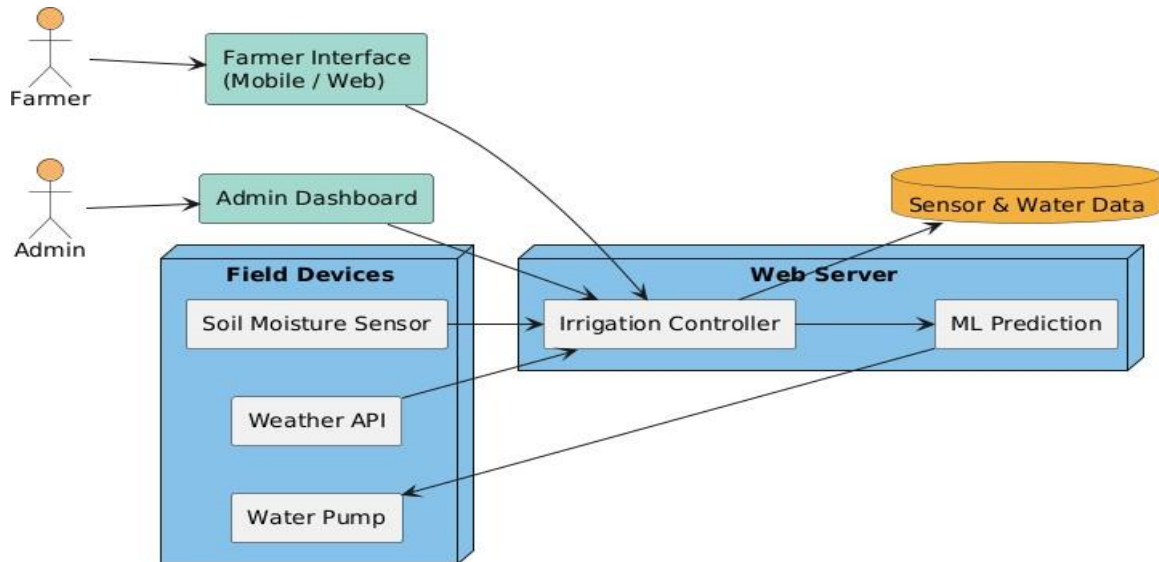 Farmer
Farmer Interface
(Mobile / Web)
Admin
Admin Dashboard
Sensor & Water Data
Field Devices
Web Server
Soil Moisture Sensor
Irrigation Controller
ML Prediction
Weather API
Water Pump